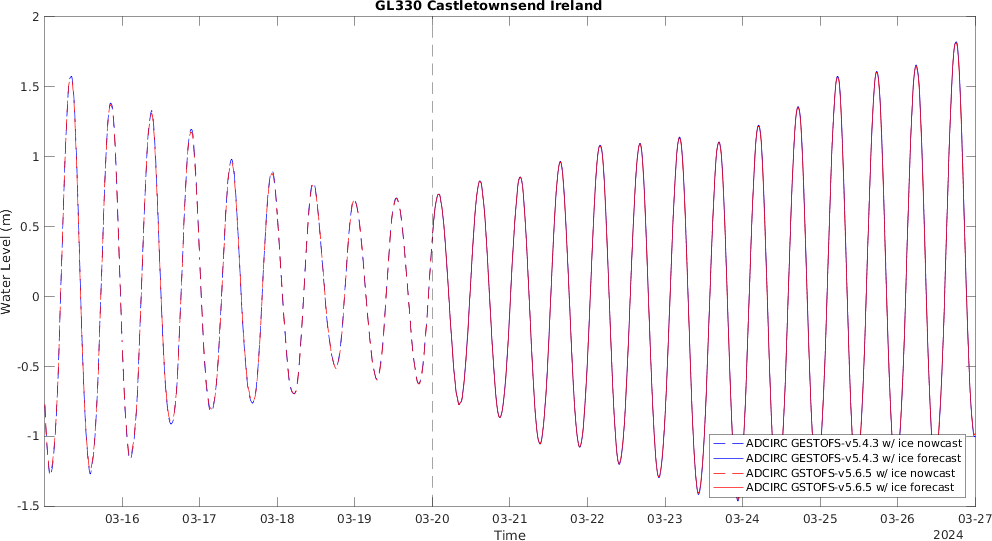 GL330 Castletownsend Ireland
2
1.5
1
0.5
0
-0.5
-1
-1.5
Water Level (m)
ADCIRC GESTOFS-v5.4.3 w/ ice nowcast
ADCIRC GESTOFS-v5.4.3 w/ ice forecast
ADCIRC GSTOFS-v5.6.5 w/ ice nowcast
ADCIRC GSTOFS-v5.6.5 w/ ice forecast
03-16 03-17 03-18 03-19 03-20 03-21 03-22 03-23 03-24 03-25 03-26 03-27
Time
2024